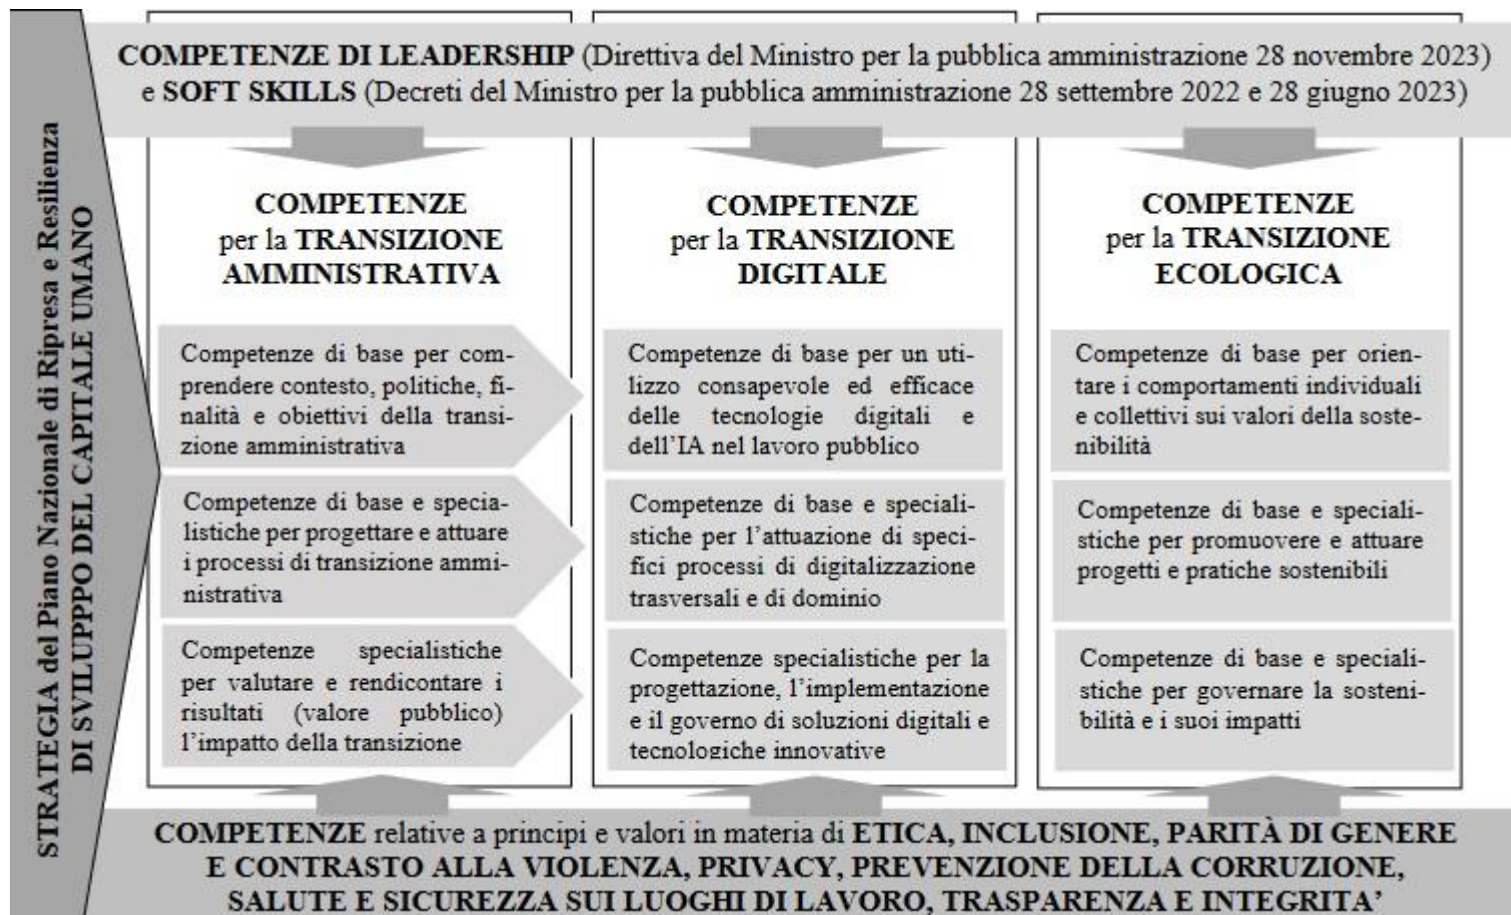 STRATEGIA del Piano Nazionale di Ripresa e Resilienza
DI SVILUPPO DEL CAPITALE UMANO
COMPETENZE DI LEADERSHIP (Direttiva del Ministro per la pubblica amministrazione 28 novembre 2023)
e SOFT SKILLS (Decreti del Ministro per la pubblica amministrazione 28 settembre 2022 e 28 giugno 2023)
COMPETENZE
per la TRANSIZIONE
AMMINISTRATIVA
Competenze di base per com-
prendere contesto, politiche, fi-
nalità e obiettivi della transi-
zione amministrativa
Competenze di base e specia-
listiche per progettare e attuare
i processi di transizione ammi-
nistrativa
Competenze specialistiche
per valutare e rendicontare i
risultati (valore pubblico)
l’impatto della transizione
COMPETENZE
per la TRANSIZIONE
DIGITALE
Competenze di base per un uti-
lizzo consapevole ed efficace
delle tecnologie digitali e
dell’IA nel lavoro pubblico
Competenze di base e speciali-
stiche per l’attuazione di speci-
fici processi di digitalizzazione
trasversali e di dominio
Competenze specialistiche per la
progettazione, l’implementazione
e il governo di soluzioni digitali e
tecnologiche innovative
COMPETENZE
per la TRANSIZIONE
ECOLOGICA
Competenze di base per orien-
tare i comportamenti individuali
e collettivi sui valori della soste-
nibilità
Competenze di base e speciali-
stiche per promuovere e attuare
progetti e pratiche sostenibili
Competenze di base e speciali-
stiche per governare la sosteni-
bilità e i suoi impatti
COMPETENZE relative a principi e valori in materia di ETICA, INCLUSIONE, PARITÀ DI GENERE
E CONTRASTO ALLA VIOLENZA, PRIVACY, PREVENZIONE DELLA CORRUZIONE,
SALUTE E SICUREZZA SUI LUOGHI DI LAVORO, TRASPARENZA E INTEGRITA’